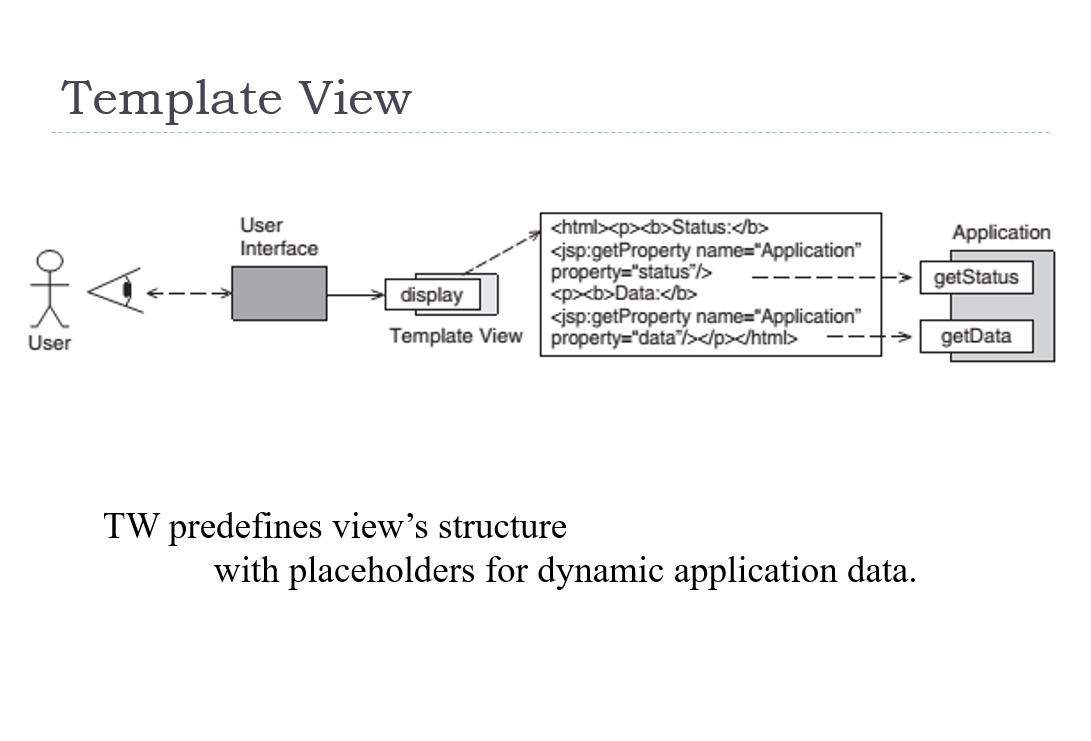 Template View
User
Interface
User
display
Template View
<html><p><b>Status:</b>
<jsp:getProperty name=“Application”
property=“status”/>
<p><b>Data:</b>
<jsp:getProperty name=“Application”
property=“data”/></p></html>
Application
getStatus
getData
TW predefines view’s structure
with placeholders for dynamic application data.